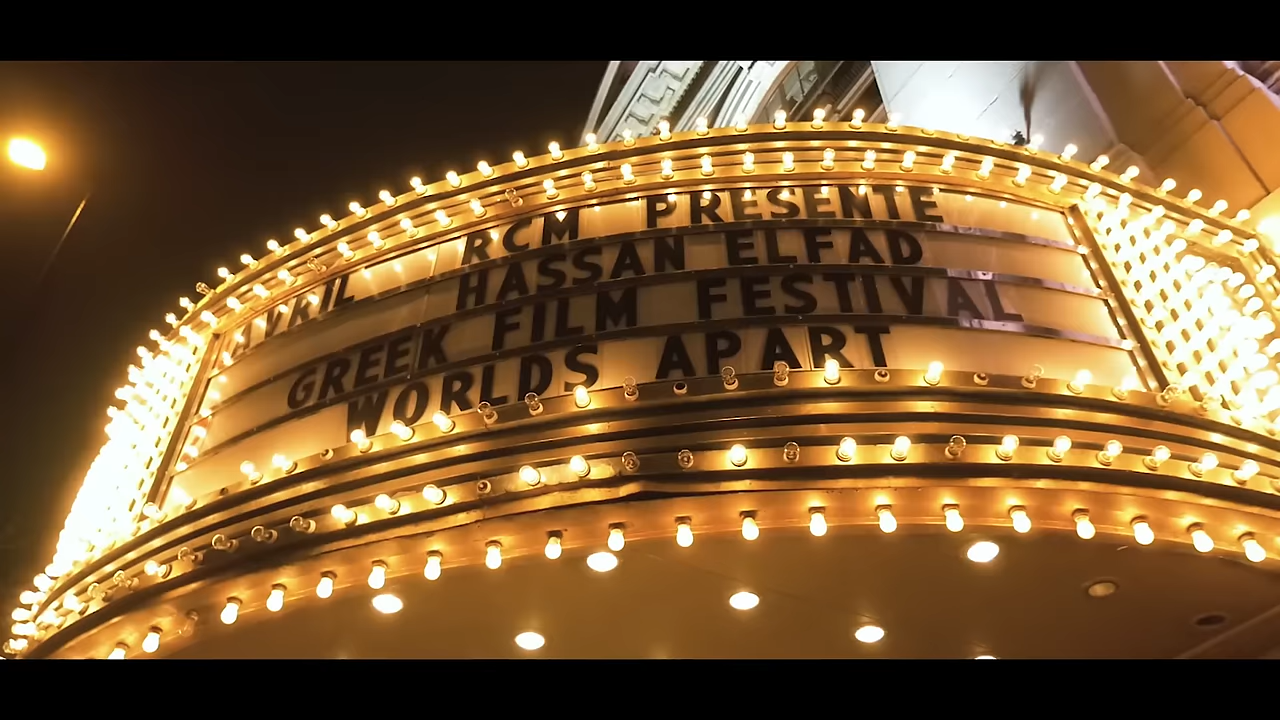 RCM PRESENTE
AVRIL HASSAN ELFAD
GREEK FILM FESTIVAL
WORLDS APART